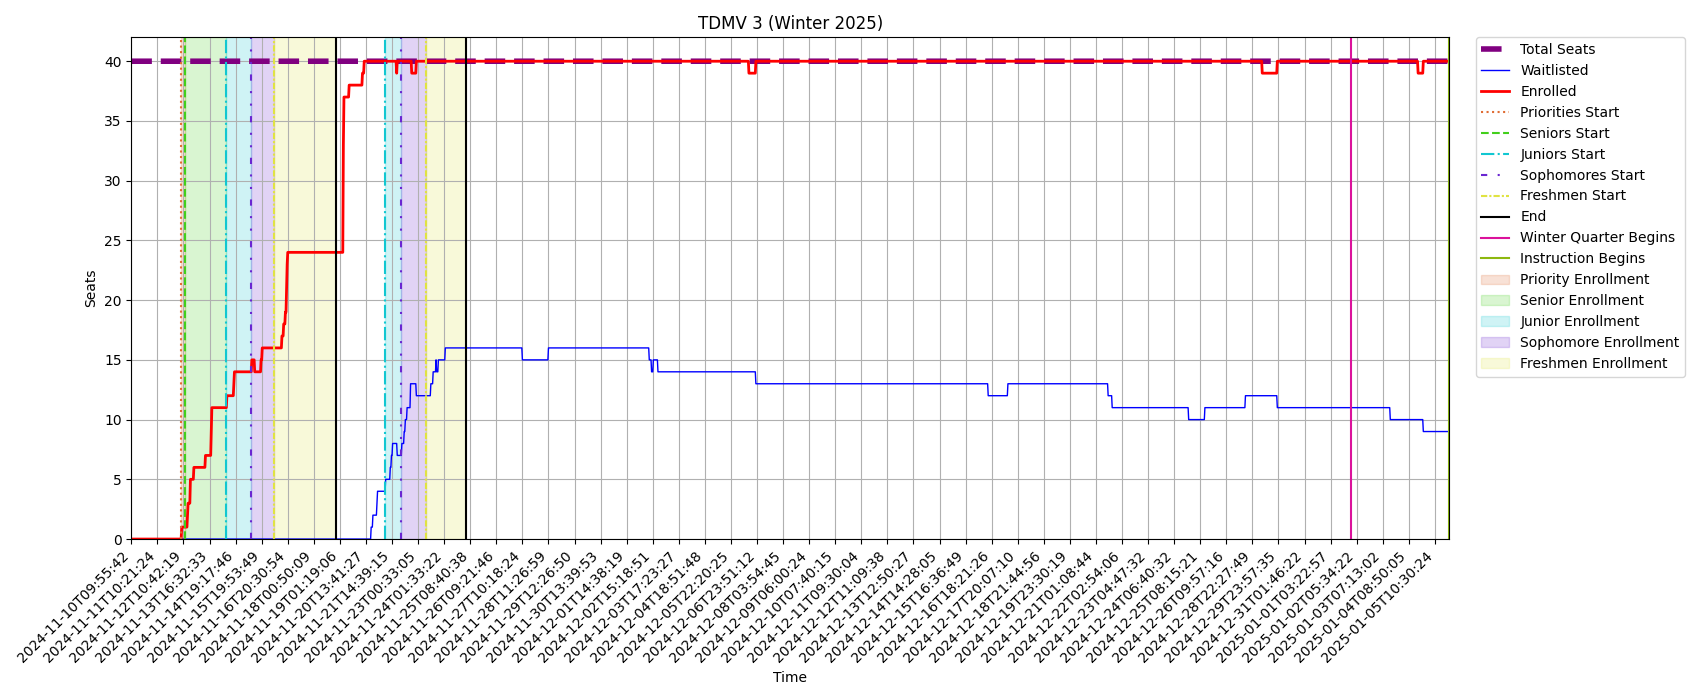 TDMV 3 (Winter 2025)
Seats
40
35
30
25
20
15
10
5
0
2024-11-10T09:55:42
2024-11-11T10:21:24
2024-11-12T10:42:19
2024-11-13T16:32:33
2024-11-14T19:17:46
2024-11-15T19:53:49
2024-11-16T20:30:54
2024-11-18T00:50:09
2024-11-19T01:19:06
2024-11-20T13:41:27
2024-11-21T14:39:15
2024-11-22T20:33:05
2024-11-24T01:33:22
2024-11-25T08:40:38
2024-11-26T09:21:46
2024-11-27T10:18:24
2024-11-28T11:26:59
2024-11-29T12:26:50
2024-11-30T13:39:53
2024-12-01T14:38:19
2024-12-02T15:18:51
2024-12-03T17:23:27
2024-12-04T18:51:48
2024-12-05T22:20:25
2024-12-06T23:51:12
2024-12-08T03:54:45
2024-12-09T06:00:24
2024-12-10T07:40:15
2024-12-11T09:30:04
2024-12-12T11:09:38
2024-12-13T12:50:27
2024-12-14T14:28:05
2024-12-15T16:36:49
2024-12-16T18:21:26
2024-12-17T20:07:10
2024-12-18T21:44:56
2024-12-19T23:30:19
2024-12-21T01:08:44
2024-12-22T02:54:06
2024-12-23T04:47:32
2024-12-24T06:40:32
2024-12-25T08:15:21
2024-12-26T09:57:16
2024-12-28T22:27:49
2024-12-29T23:57:35
2024-12-31T01:46:22
2025-01-01T03:22:57
2025-01-02T05:34:22
2025-01-03T07:13:02
2025-01-04T08:50:05
2025-01-05T10:30:24
Time
Total Seats
Waitlisted
Enrolled
Priorities Start
Seniors Start
Juniors Start
Sophomores Start
Freshmen Start
End
Winter Quarter Begins
Instruction Begins
Priority Enrollment
Senior Enrollment
Junior Enrollment
Sophomore Enrollment
Freshmen Enrollment